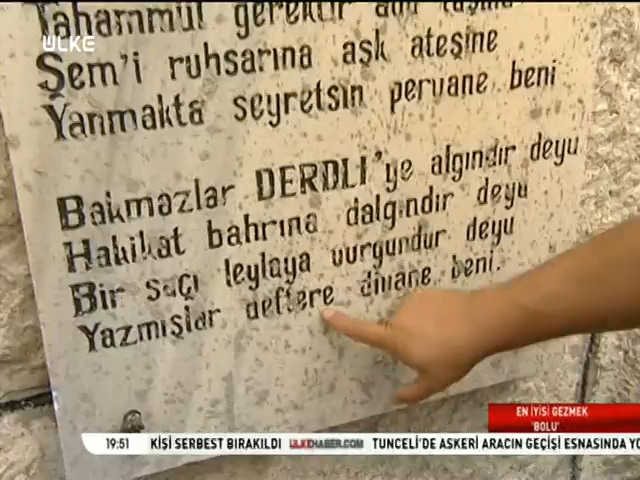 Tahammül gerektir
ÜLKE
Şem'i ruhsarına aşk ateşine
Yanmakta seyretsin pervane beni
Bakmazlar DERDLİ'ye algındır deyu
Hakikat bahrına dalgındır deyu
Bir saçı leylaya vurgundur deyu
Yazmışlar deftere divane beni.
EN İYİSİ GEZMEK
'BOLU'
19:51 KİŞİ SERBEST BIRAKILDI ULKEHABER.COM TUNCELİ'DE ASKERİ ARACIN GEÇİŞİ ESNASINDA YO